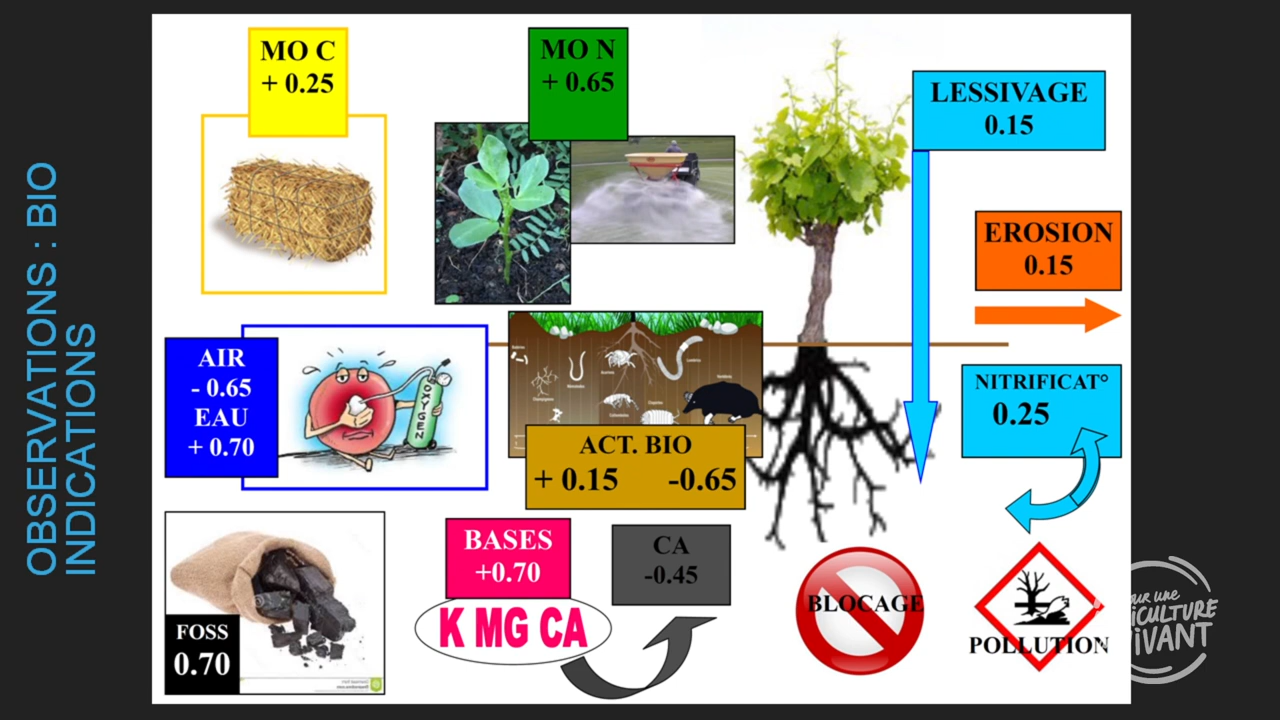 OBSERVATIONS : BIO
INDICATIONS
MO C
+ 0.25
MO N
+ 0.65
LESSIVAGE
0.15
EROSION
0.15
AIR
- 0.65
EAU
+ 0.70
OXYGEN
NITRIFICAT°
0.25
ACT. BIO
+ 0.15 -0.65
BASES
+0.70
CA
-0.45
K MG CA
FOSS
0.70
BLOCAGE
POLLUTION